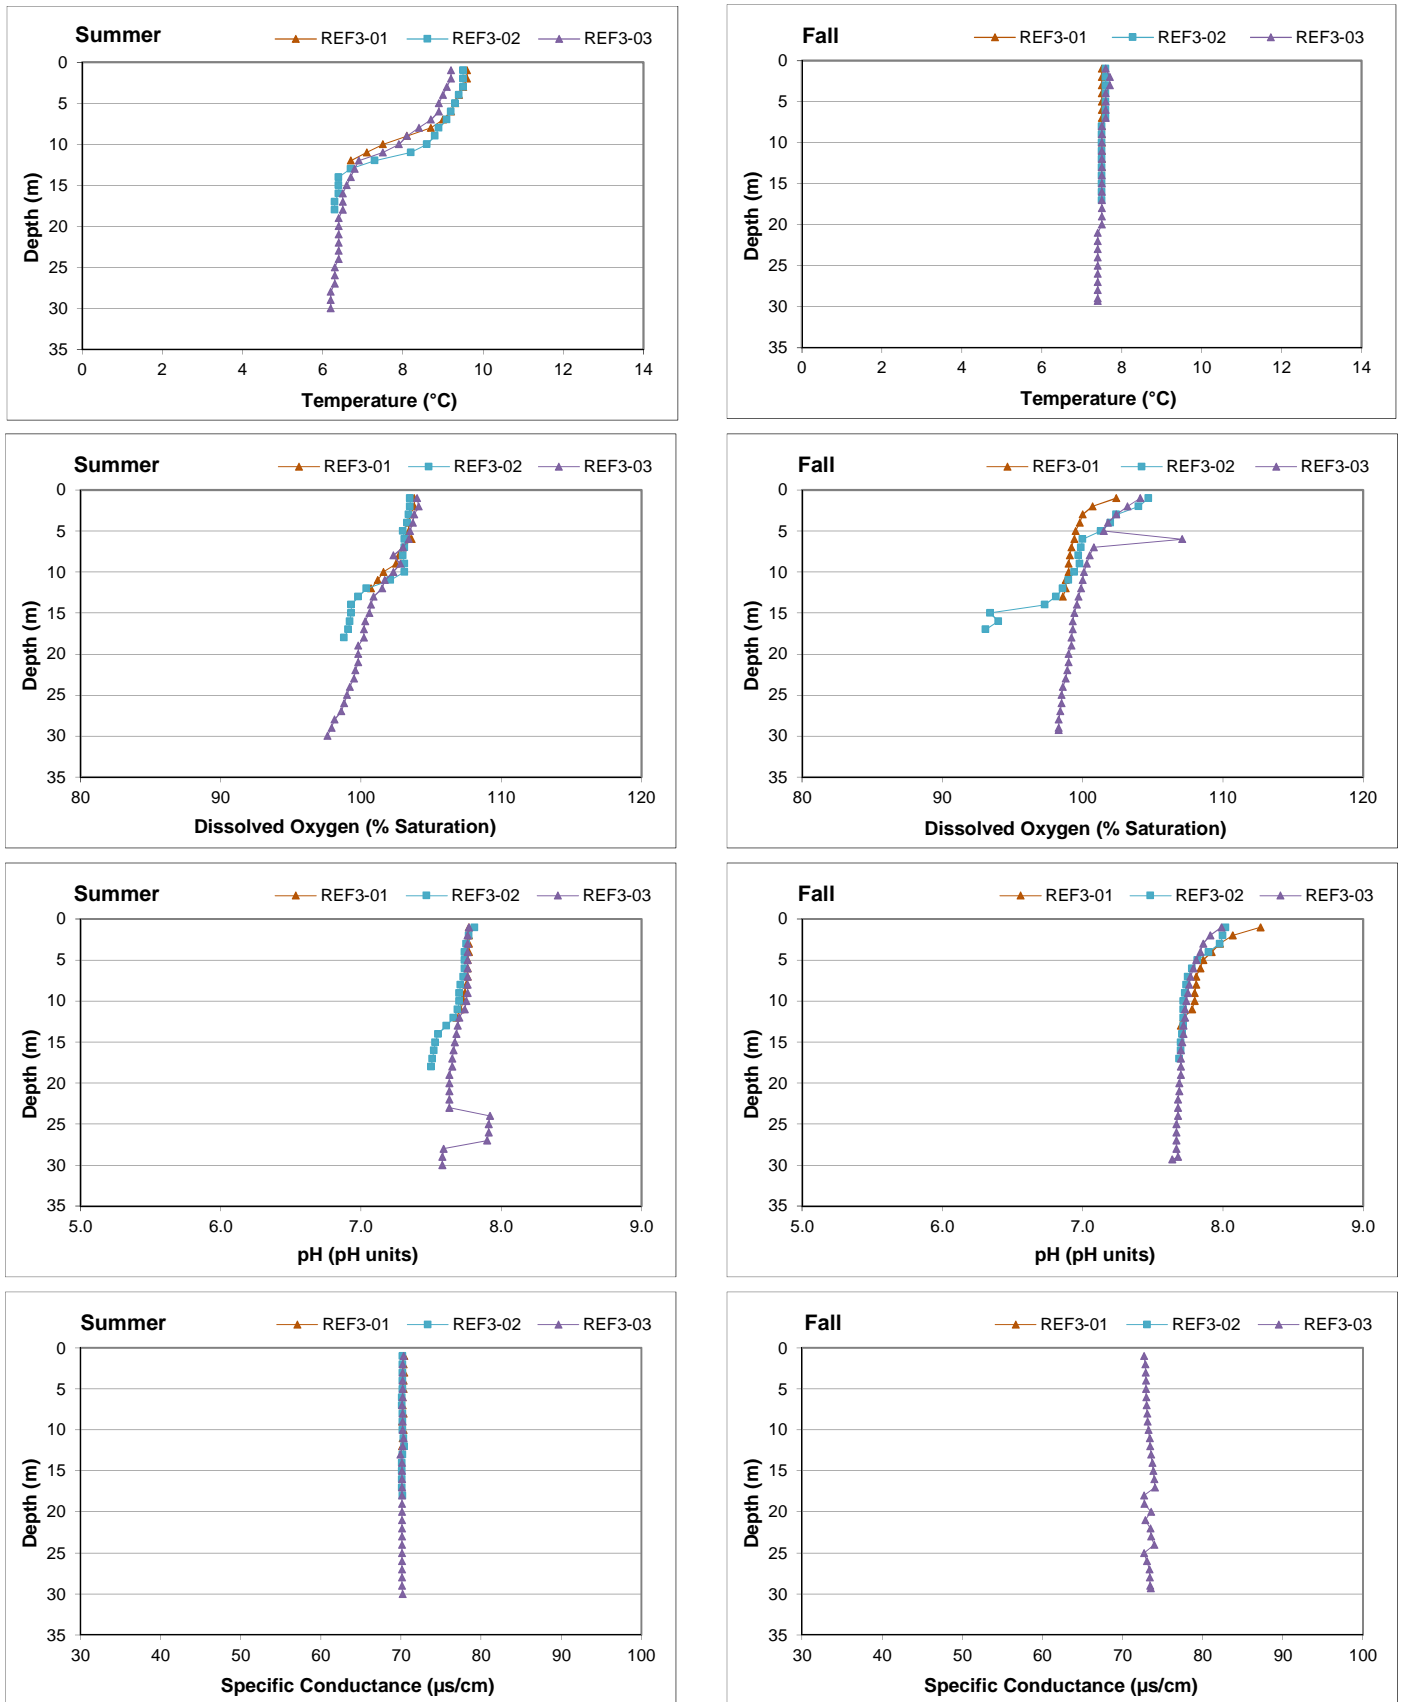 Summer REF3-01 REF3-02 REF3-03
0
5
10
15
20
25
30
35
Depth (m)
0 2 4 6 8 10 12 14
Temperature (°C)
Fall REF3-01 REF3-02 REF3-03
0
5
10
15
20
25
30
35
Depth (m)
0 2 4 6 8 10 12 14
Temperature (°C)
Summer REF3-01 REF3-02 REF3-03
0
5
10
15
20
25
30
35
Depth (m)
80 90 100 110 120
Dissolved Oxygen (% Saturation)
Fall REF3-01 REF3-02 REF3-03
0
5
10
15
20
25
30
35
Depth (m)
80 90 100 110 120
Dissolved Oxygen (% Saturation)
Summer REF3-01 REF3-02 REF3-03
0
5
10
15
20
25
30
35
Depth (m)
5.0 6.0 7.0 8.0 9.0
pH (pH units)
Fall REF3-01 REF3-02 REF3-03
0
5
10
15
20
25
30
35
Depth (m)
5.0 6.0 7.0 8.0 9.0
pH (pH units)
Summer REF3-01 REF3-02 REF3-03
0
5
10
15
20
25
30
35
Depth (m)
30 40 50 60 70 80 90 100
Specific Conductance (µs/cm)
Fall REF3-01 REF3-02 REF3-03
0
5
10
15
20
25
30
35
Depth (m)
30 40 50 60 70 80 90 100
Specific Conductance (µs/cm)